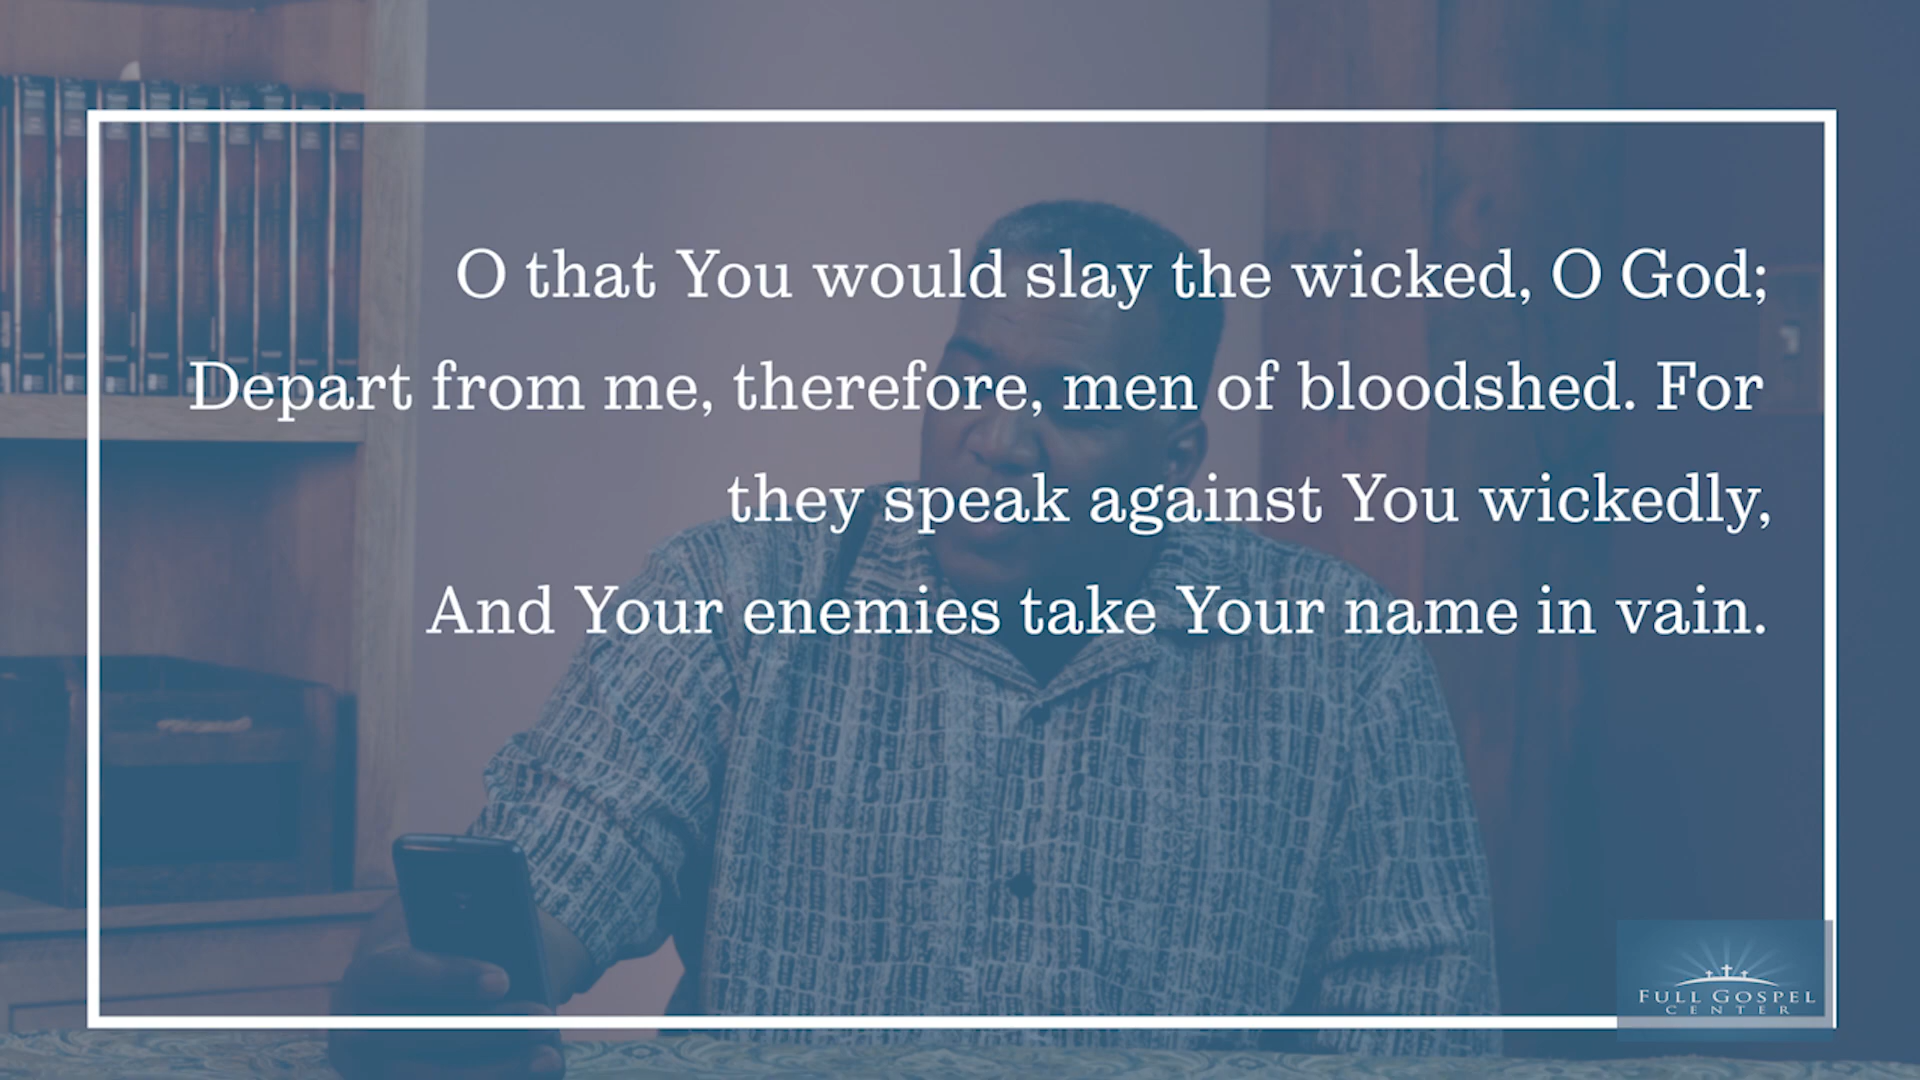 O that You would slay the wicked, O God;
Depart from me, therefore, men of bloodshed. For
they speak against You wickedly,
And Your enemies take Your name in vain.
FULL GOSPEL
CENTER